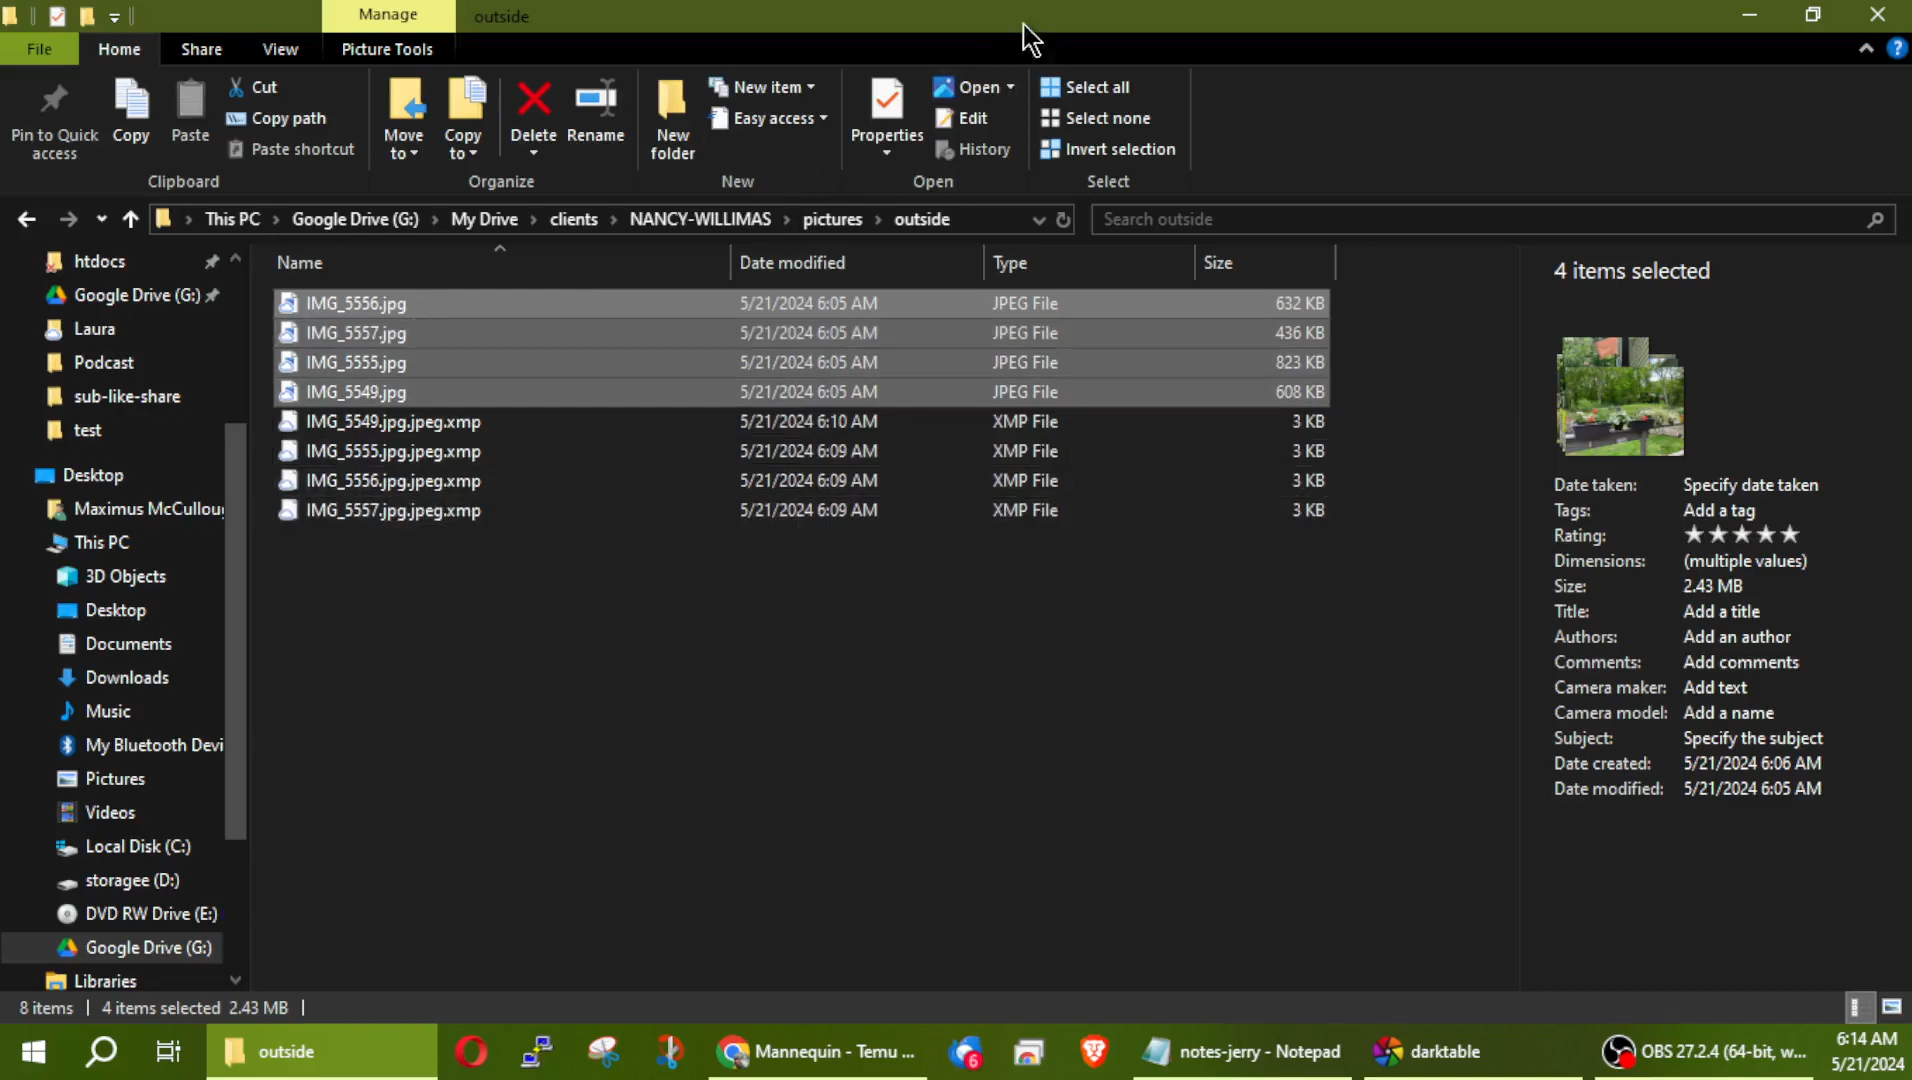 Manage
outside
File
Home
Share
View
Picture Tools
Pin to Quick access
Copy
Paste
Cut
Copy path
Paste shortcut
Move to
Copy to
Delete
Rename
New folder
New item
Easy access
Properties
Open
Edit
History
Select all
Select none
Invert selection
Clipboard
Organize
New
Open
Select
This PC > Google Drive (G:) > My Drive > clients > NANCY-WILLIMAS > pictures > outside
Search outside
htdocs
Google Drive (G:)
Laura
Podcast
sub-like-share
test
Desktop
Maximus McCullou
This PC
3D Objects
Desktop
Documents
Downloads
Music
My Bluetooth Devi
Pictures
Videos
Local Disk (C:)
storagee (D:)
DVD RW Drive (E:)
Google Drive (G:)
Libraries
Name Date modified Type Size
IMG_5556.jpg 5/21/2024 6:05 AM JPEG File 632 KB
IMG_5557.jpg 5/21/2024 6:05 AM JPEG File 436 KB
IMG_5555.jpg 5/21/2024 6:05 AM JPEG File 823 KB
IMG_5549.jpg 5/21/2024 6:05 AM JPEG File 608 KB
IMG_5549.jpg.jpeg.xmp 5/21/2024 6:10 AM XMP File 3 KB
IMG_5555.jpg.jpeg.xmp 5/21/2024 6:09 AM XMP File 3 KB
IMG_5556.jpg.jpeg.xmp 5/21/2024 6:09 AM XMP File 3 KB
IMG_5557.jpg.jpeg.xmp 5/21/2024 6:09 AM XMP File 3 KB
4 items selected
Date taken: Specify date taken
Tags: Add a tag
Rating: ★★★★★
Dimensions: (multiple values)
Size: 2.43 MB
Title: Add a title
Authors: Add an author
Comments: Add comments
Camera maker: Add text
Camera model: Add a name
Subject: Specify the subject
Date created: 5/21/2024 6:06 AM
Date modified: 5/21/2024 6:05 AM
8 items | 4 items selected 2.43 MB |
outside
Mannequin - Temu ...
6
notes-jerry - Notepad
darktable
OBS 27.2.4 (64-bit, w...
6:14 AM
5/21/2024